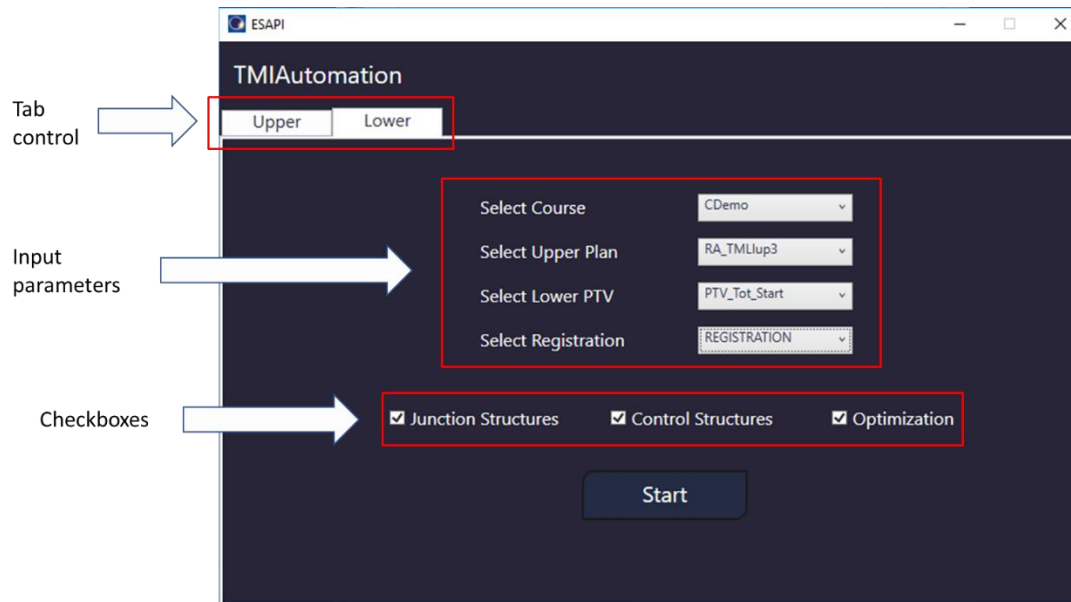 ESAPI
TMIAutomation
Tab
control
Upper
Lower
Input
parameters
Select Course
CDemo
Select Upper Plan
RA_TMLIup3
Select Lower PTV
PTV_Tot_Start
Select Registration
REGISTRATION
Checkboxes
Junction Structures
Control Structures
Optimization
Start